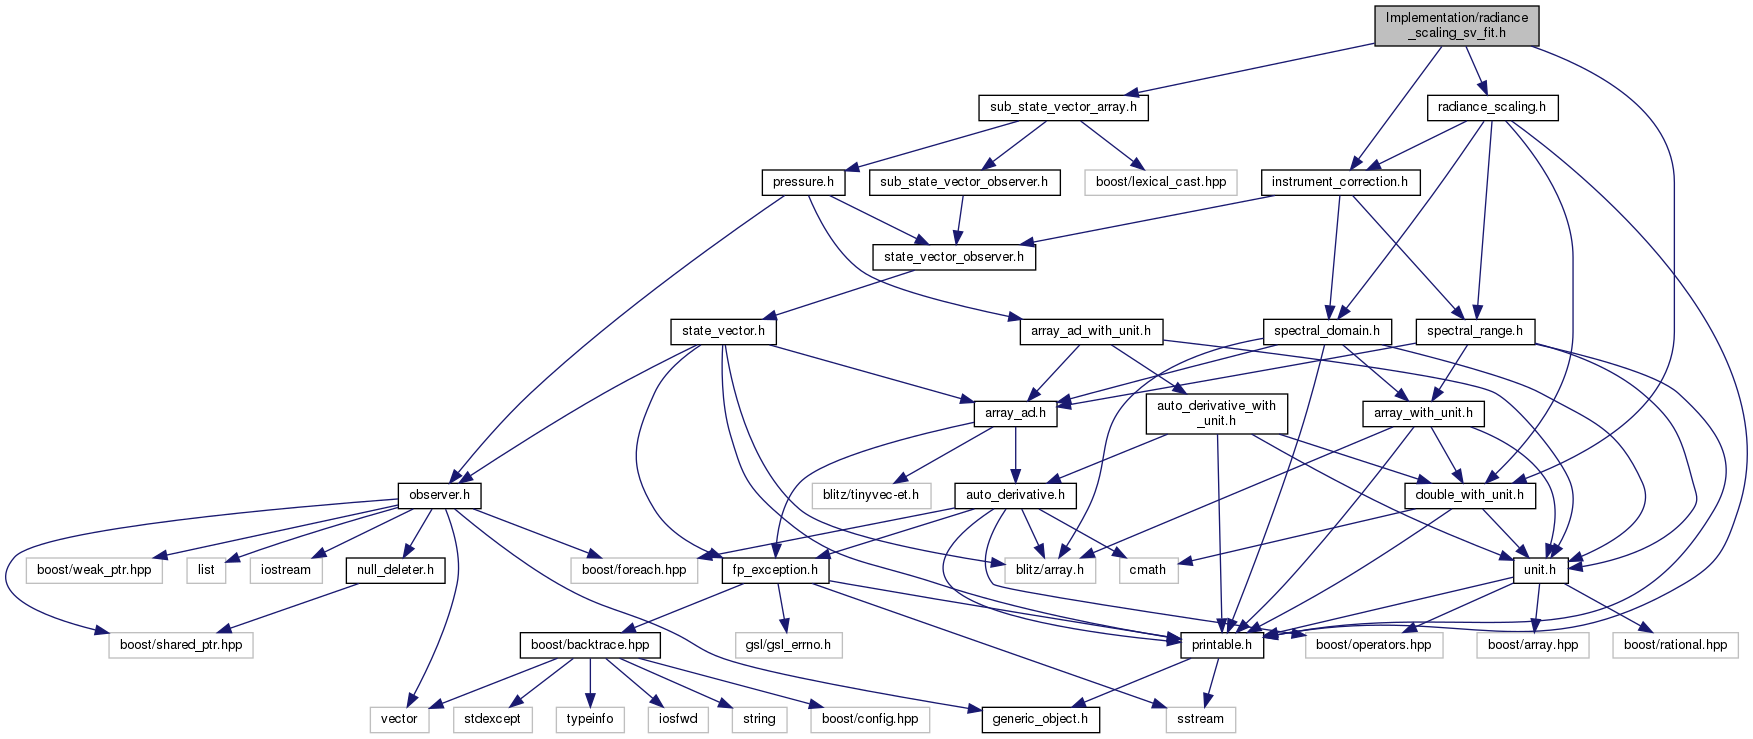 Implementation/radiance
_scaling_sv_fit.h
sub_state_vector_array.h
radiance_scaling.h
pressure.h
sub_state_vector_observer.h
boost/lexical_cast.hpp
instrument_correction.h
state_vector_observer.h
state_vector.h
array_ad_with_unit.h
spectral_domain.h
spectral_range.h
array_ad.h
auto_derivative_with
_unit.h
array_with_unit.h
observer.h
blitz/tinyvec-et.h
auto_derivative.h
double_with_unit.h
boost/weak_ptr.hpp
list
iostream
null_deleter.h
boost/foreach.hpp
fp_exception.h
blitz/array.h
cmath
unit.h
boost/shared_ptr.hpp
boost/backtrace.hpp
gsl/gsl_errno.h
printable.h
boost/operators.hpp
boost/array.hpp
boost/rational.hpp
vector
stdexcept
typeinfo
iosfwd
string
boost/config.hpp
generic_object.h
sstream